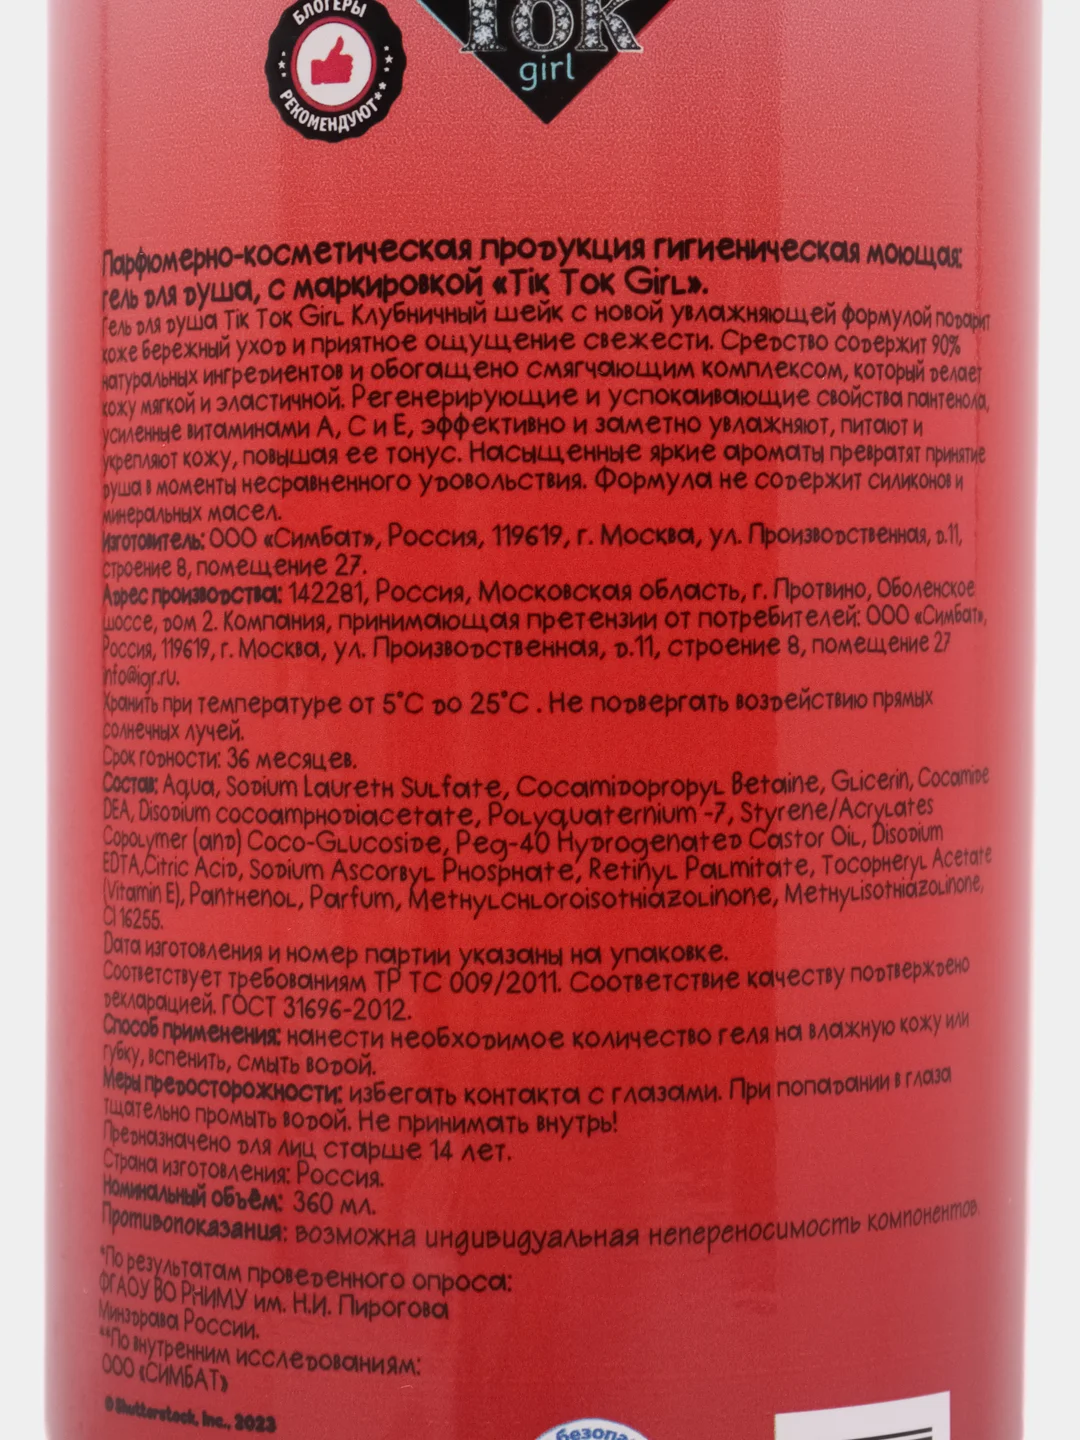 БЛОГЕРЫ
РЕКОМЕНДУЮТ
Tok
girl
Парфюмерно-косметическая продукция гигиеническая моющая:
гель для душа, с маркировкой «Tik Tok Girl».
Гель для душа Tik Tok Girl Клубничный шейк с новой увлажняющей формулой подарит
коже бережный уход и приятное ощущение свежести. Средство содержит 90%
натуральных ингредиентов и обогащено смягчающим комплексом, который делает
кожу мягкой и эластичной. Регенерирующие и успокаивающие свойства пантенола,
усиленные витаминами А, С и Е, эффективно и заметно увлажняют, питают и
укрепляют кожу, повышая ее тонус. Насыщенные яркие ароматы превратят принятие
душа в моменты несравненного удовольствия. Формула не содержит силиконов и
минеральных масел.
Изготовитель: ООО «Симбат», Россия, 119619, г. Москва, ул. Производственная, д.11,
строение 8, помещение 27.
Адрес производства: 142281, Россия, Московская область, г. Протвино, Оболенское
шоссе, дом 2. Компания, принимающая претензии от потребителей: ООО «Симбат»,
Россия, 119619, г. Москва, ул. Производственная, д.11, строение 8, помещение 27
info@igr.ru.
Хранить при температуре от 5°С до 25°С . Не подвергать воздействию прямых
солнечных лучей.
Срок годности: 36 месяцев.
Состав: Aqua, Sodium Laureth Sulfate, Cocamidopropyl Betaine, Glicerin, Cocamide
DEA, Disodium cocoamphodiacetate, Polyquaternium -7, Styrene/Acrylates
Copolymer (and) Coco-Glucoside, Peg-40 Hydrogenated Castor Oil, Disodium
EDTA,Citric Acid, Sodium Ascorbyl Phosphate, Retinyl Palmitate, Tocopheryl Acetate
(Vitamin E), Panthenol, Parfum, Methylchloroisothiazolinone, Methylisothiazolinone,
CI 16255.
Дата изготовления и номер партии указаны на упаковке.
Соответствует требованиям ТР ТС 009/2011. Соответствие качеству подтверждено
декларацией. ГОСТ 31696-2012.
Способ применения: нанести необходимое количество геля на влажную кожу или
губку, вспенить, смыть водой.
Меры предосторожности: избегать контакта с глазами. При попадании в глаза
тщательно промыть водой. Не принимать внутрь!
Предназначено для лиц старше 14 лет.
Страна изготовления: Россия.
Номинальный объём: 360 мл.
Противопоказания: возможна индивидуальная непереносимость компонентов.
*По результатам проведенного опроса:
ФГАОУ ВО РНИМУ им. Н.И. Пирогова
Минздрава России.
**По внутренним исследованиям:
ООО «СИМБАТ»
© Shutterstock, Inc., 2023